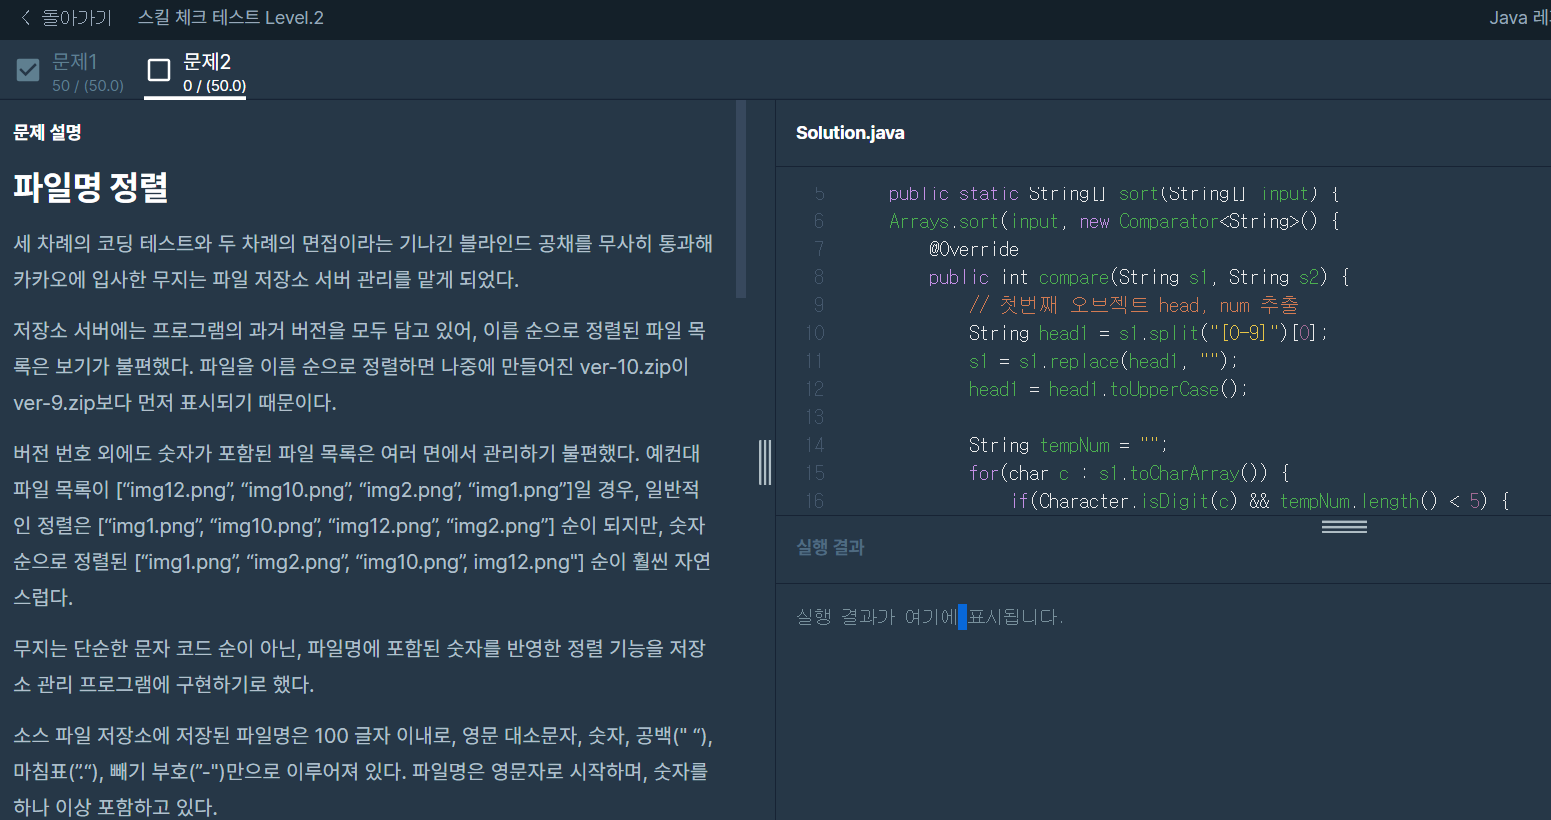 돌아가기 스킬 체크 테스트 Level.2
Java
문제1
50 / (50.0)
문제2
0 / (50.0)
문제 설명
파일명 정렬
세 차례의 코딩 테스트와 두 차례의 면접이라는 기나긴 블라인드 공채를 무사히 통과해
카카오에 입사한 무지는 파일 저장소 서버 관리를 맡게 되었다.
저장소 서버에는 프로그램의 과거 버전을 모두 담고 있어, 이름 순으로 정렬된 파일 목
록은 보기가 불편했다. 파일을 이름 순으로 정렬하면 나중에 만들어진 ver-10.zip이
ver-9.zip보다 먼저 표시되기 때문이다.
버전 번호 외에도 숫자가 포함된 파일 목록은 여러 면에서 관리하기 불편했다. 예컨대
파일 목록이 [“img12.png”, “img10.png”, “img2.png”, “img1.png”]일 경우, 일반적
인 정렬은 [“img1.png”, “img10.png”, “img12.png”, “img2.png”] 순이 되지만, 숫자
순으로 정렬된 [“img1.png”, “img2.png”, “img10.png”, img12.png"] 순이 훨씬 자연
스럽다.
무지는 단순한 문자 코드 순이 아닌, 파일명에 포함된 숫자를 반영한 정렬 기능을 저장
소 관리 프로그램에 구현하기로 했다.
소스 파일 저장소에 저장된 파일명은 100 글자 이내로, 영문 대소문자, 숫자, 공백(" “),
마침표(”.“), 빼기 부호(”-")만으로 이루어져 있다. 파일명은 영문자로 시작하며, 숫자를
하나 이상 포함하고 있다.
Solution.java
5 public static String[] sort(String[] input) {
6 Arrays.sort(input, new Comparator<String>() {
7 @Override
8 public int compare(String s1, String s2) {
9 // 첫번째 오브젝트 head, num 추출
10 String head1 = s1.split("[0-9]")[0];
11 s1 = s1.replace(head1, "");
12 head1 = head1.toUpperCase();
13
14 String tempNum = "";
15 for(char c : s1.toCharArray()) {
16 if(Character.isDigit(c) && tempNum.length() < 5) {
실행 결과
실행 결과가 여기에 표시됩니다.